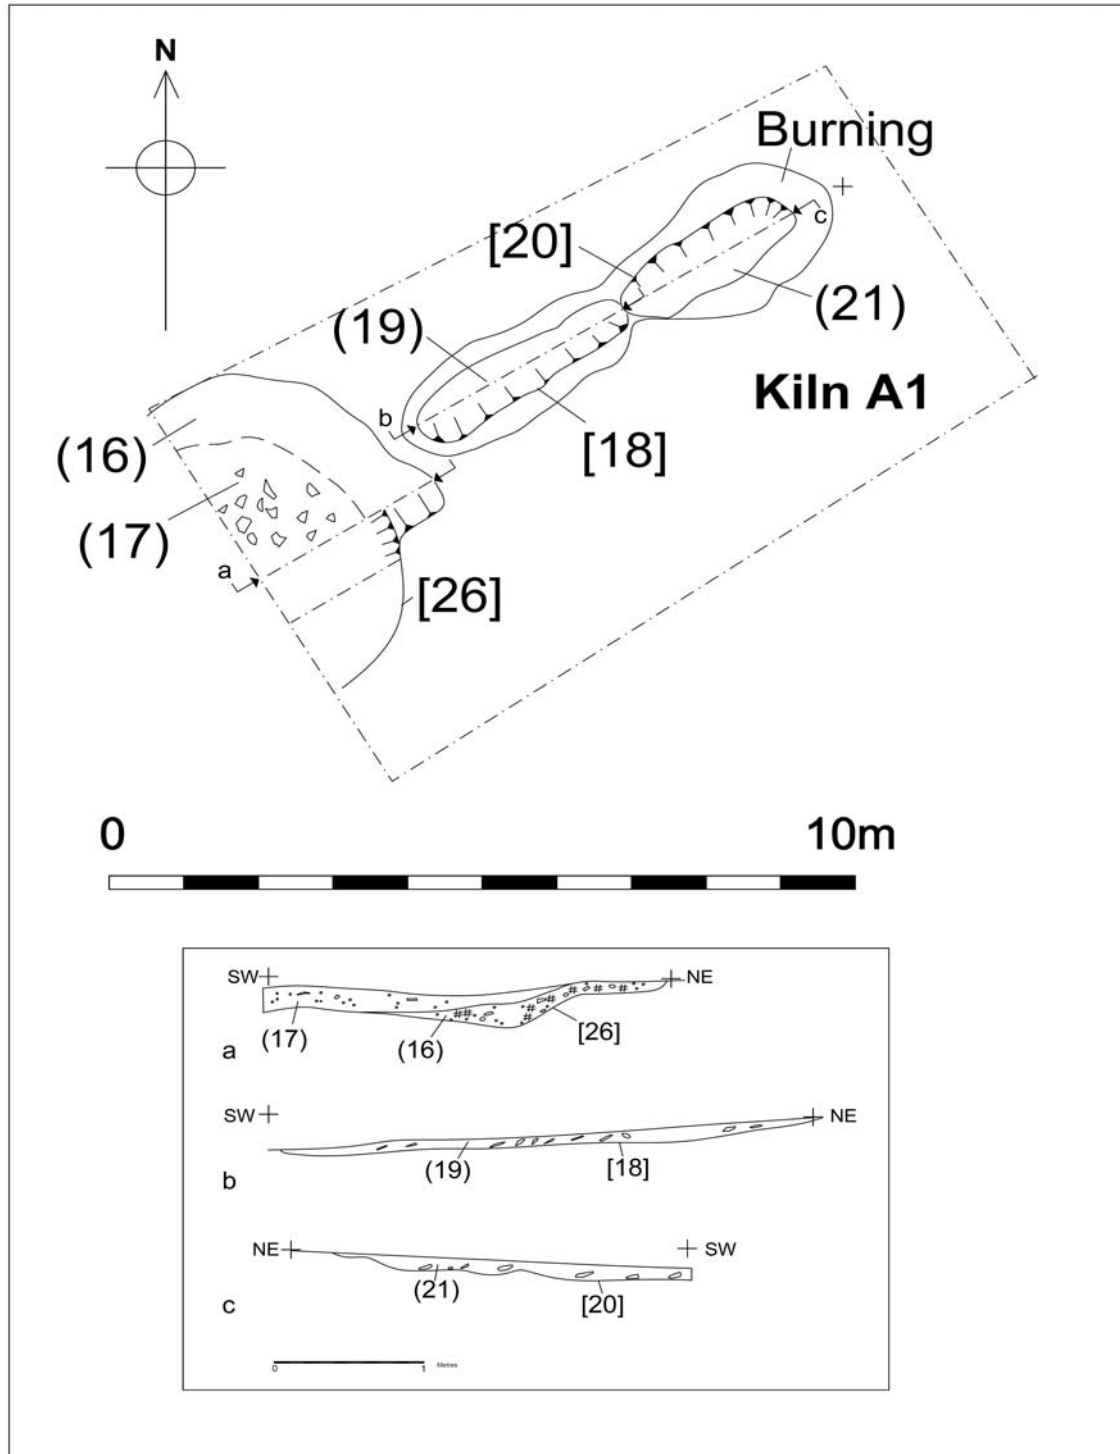 N
Burning
c
[20]
(21)
(19)
Kiln A1
b
[18]
(16)
(17)
a
[26]
0 10m
SW NE
(17) (16) [26]
a
SW NE
(19) [18]
b
NE SW
(21) [20]
c
0 1 Metres